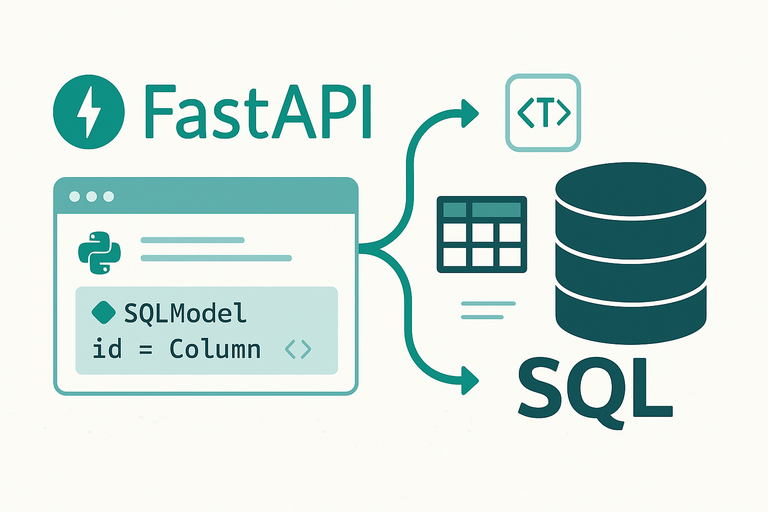 FastAPI
<T>
SQLModel
id = Column <>
SQL